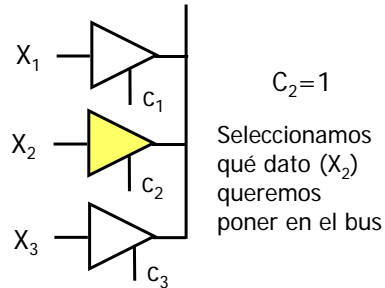 X₁
C₁
C₂=1
X₂
C₂
Seleccionamos
qué dato (X₂)
queremos
poner en el bus
X₃
C₃